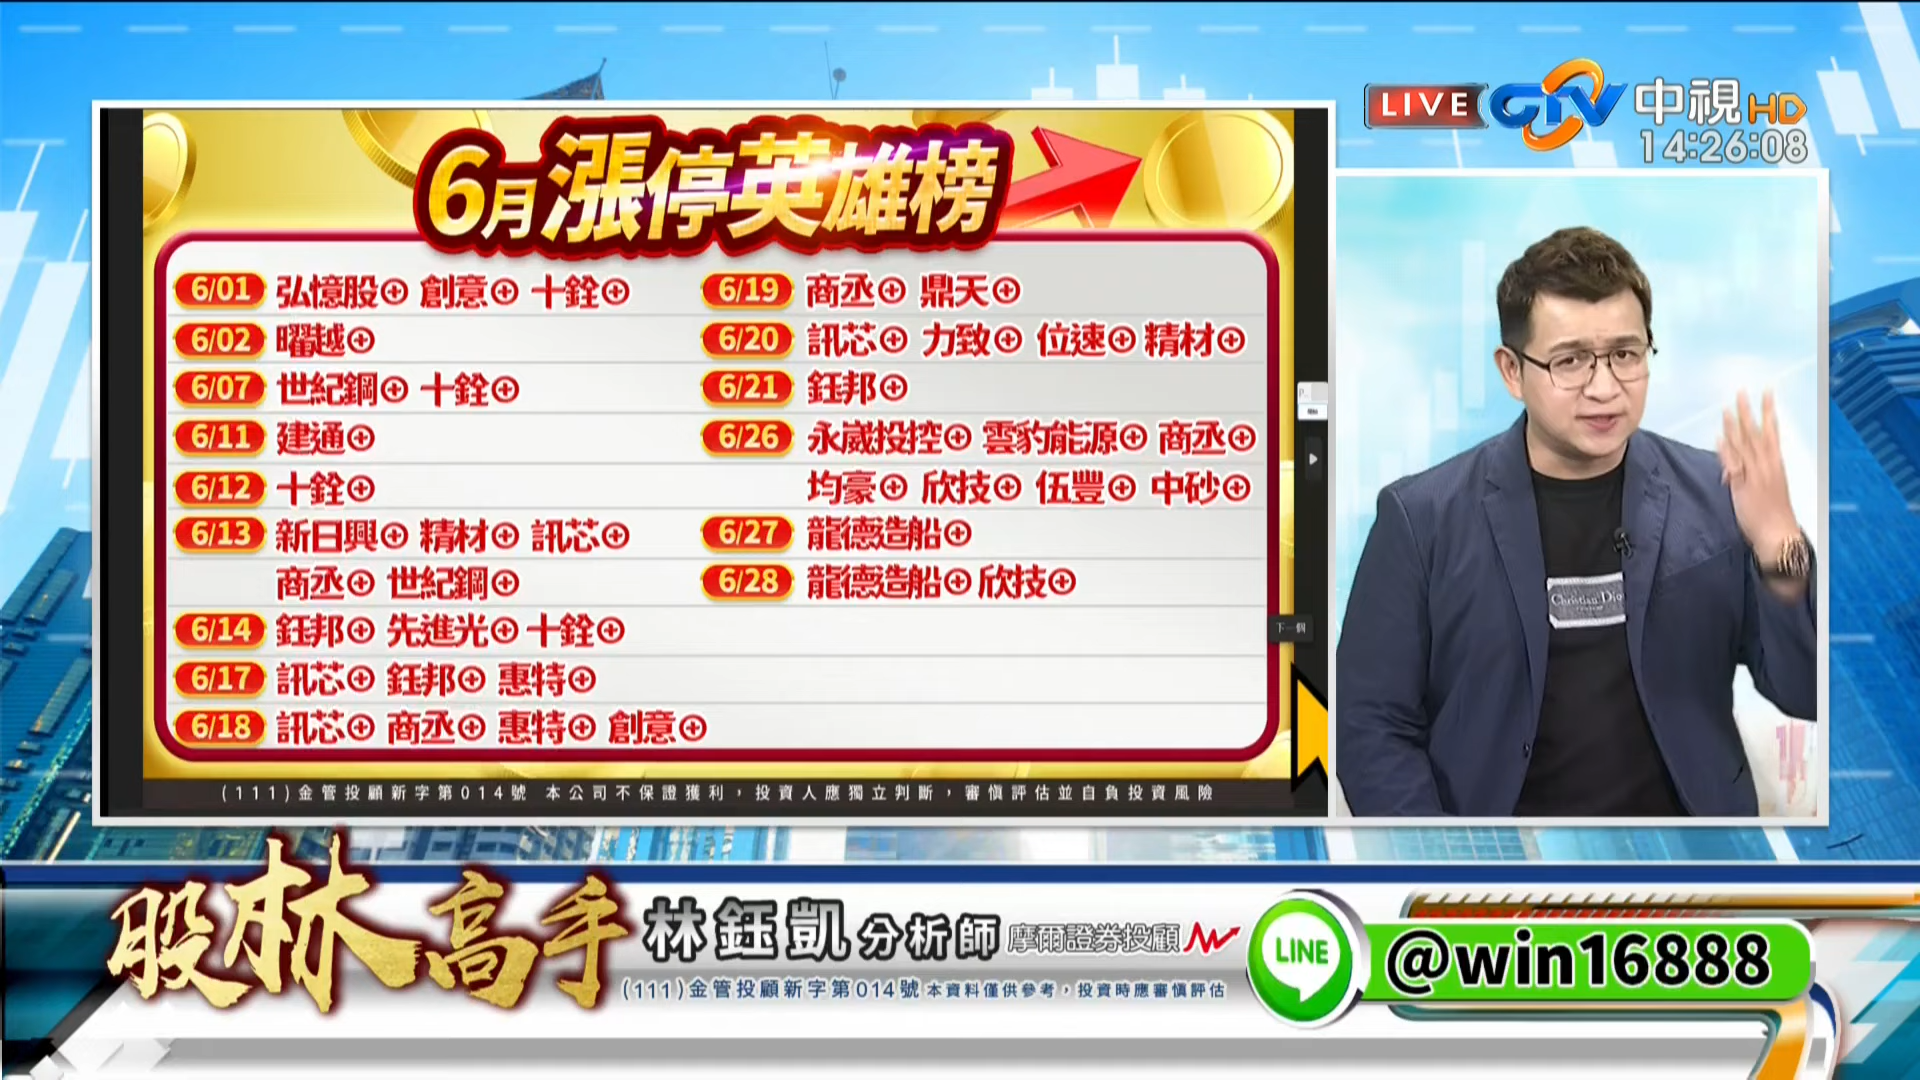 LIVE CTV 中視 HD
14:26:08
6月漲停英雄榜
6/01 弘憶股⊕ 創意⊕ 十銓⊕
6/02 曜越⊕
6/07 世紀鋼⊕ 十銓⊕
6/11 建通⊕
6/12 十銓⊕
6/13 新日興⊕ 精材⊕ 訊芯⊕
商丞⊕ 世紀鋼⊕
6/14 鈺邦⊕ 先進光⊕ 十銓⊕
6/17 訊芯⊕ 鈺邦⊕ 惠特⊕
6/18 訊芯⊕ 商丞⊕ 惠特⊕ 創意⊕
6/19 商丞⊕ 鼎天⊕
6/20 訊芯⊕ 力致⊕ 位速⊕ 精材⊕
6/21 鈺邦⊕
6/26 永崴投控⊕ 雲豹能源⊕ 商丞⊕
均豪⊕ 欣技⊕ 伍豐⊕ 中砂⊕
6/27 龍德造船⊕
6/28 龍德造船⊕ 欣技⊕
下一個
(111)金管投顧新字第014號 本公司不保證獲利，投資人應獨立判斷，審慎評估並自負投資風險
Christian Dio
股林高手 林鈺凱 分析師 摩爾證券投顧
(111)金管投顧新字第014號 本資料僅供參考，投資時應審慎評估
LINE @win16888